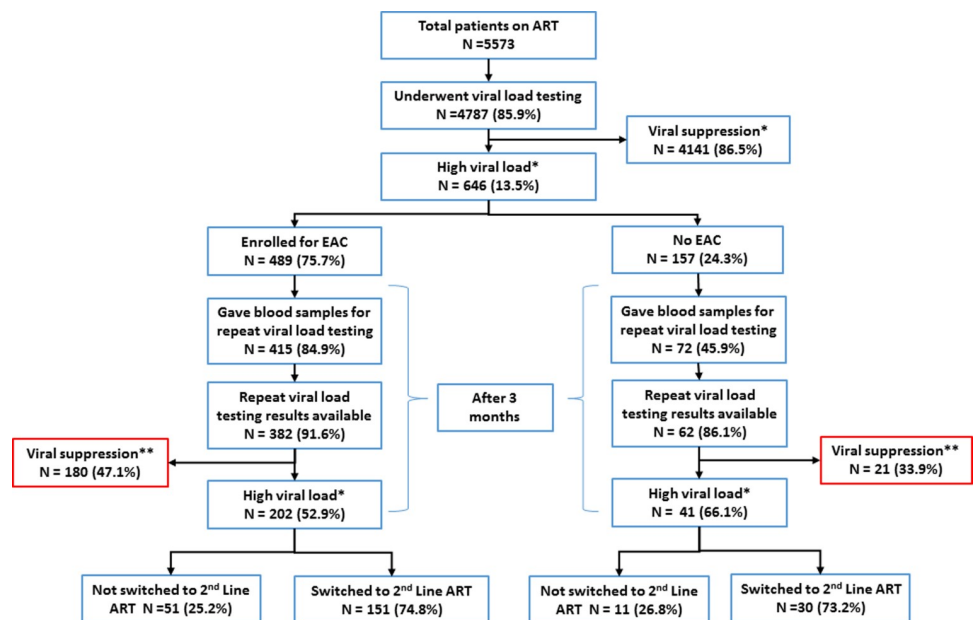 Total patients on ART
N =5573
Underwent viral load testing
N =4787 (85.9%)
Viral suppression*
N = 4141 (86.5%)
High viral load*
N = 646 (13.5%)
Enrolled for EAC
N = 489 (75.7%)
No EAC
N = 157 (24.3%)
Gave blood samples for
repeat viral load testing
N = 415 (84.9%)
Gave blood samples for
repeat viral load testing
N = 72 (45.9%)
After 3
months
Repeat viral load
testing results available
N = 382 (91.6%)
Repeat viral load
testing results available
N = 62 (86.1%)
Viral suppression**
N = 180 (47.1%)
Viral suppression**
N = 21 (33.9%)
High viral load*
N = 202 (52.9%)
High viral load*
N =  41 (66.1%)
Not switched to 2nd Line
ART  N =51 (25.2%)
Switched to 2nd Line ART
N = 151 (74.8%)
Not switched to 2nd Line
ART  N = 11 (26.8%)
Switched to 2nd Line ART
N =30 (73.2%)